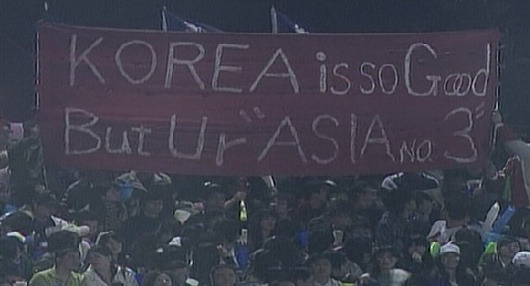 KOREA is so Good
But Ur "ASIA No. 3"